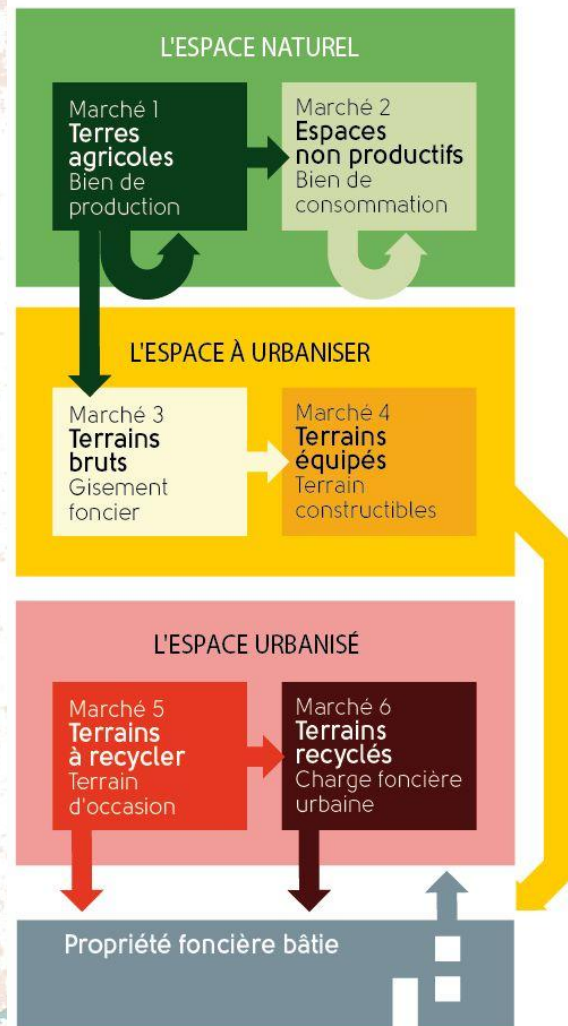 L'ESPACE NATUREL
Marché 1
Terres
agricoles
Bien de
production
Marché 2
Espaces
non productifs
Bien de
consommation
L'ESPACE À URBANISER
Marché 3
Terrains
bruts
Gisement
foncier
Marché 4
Terrains
équipés
Terrain
constructibles
L'ESPACE URBANISÉ
Marché 5
Terrains
à recycler
Terrain
d'occasion
Marché 6
Terrains
recyclés
Charge foncière
urbaine
Propriété foncière bâtie